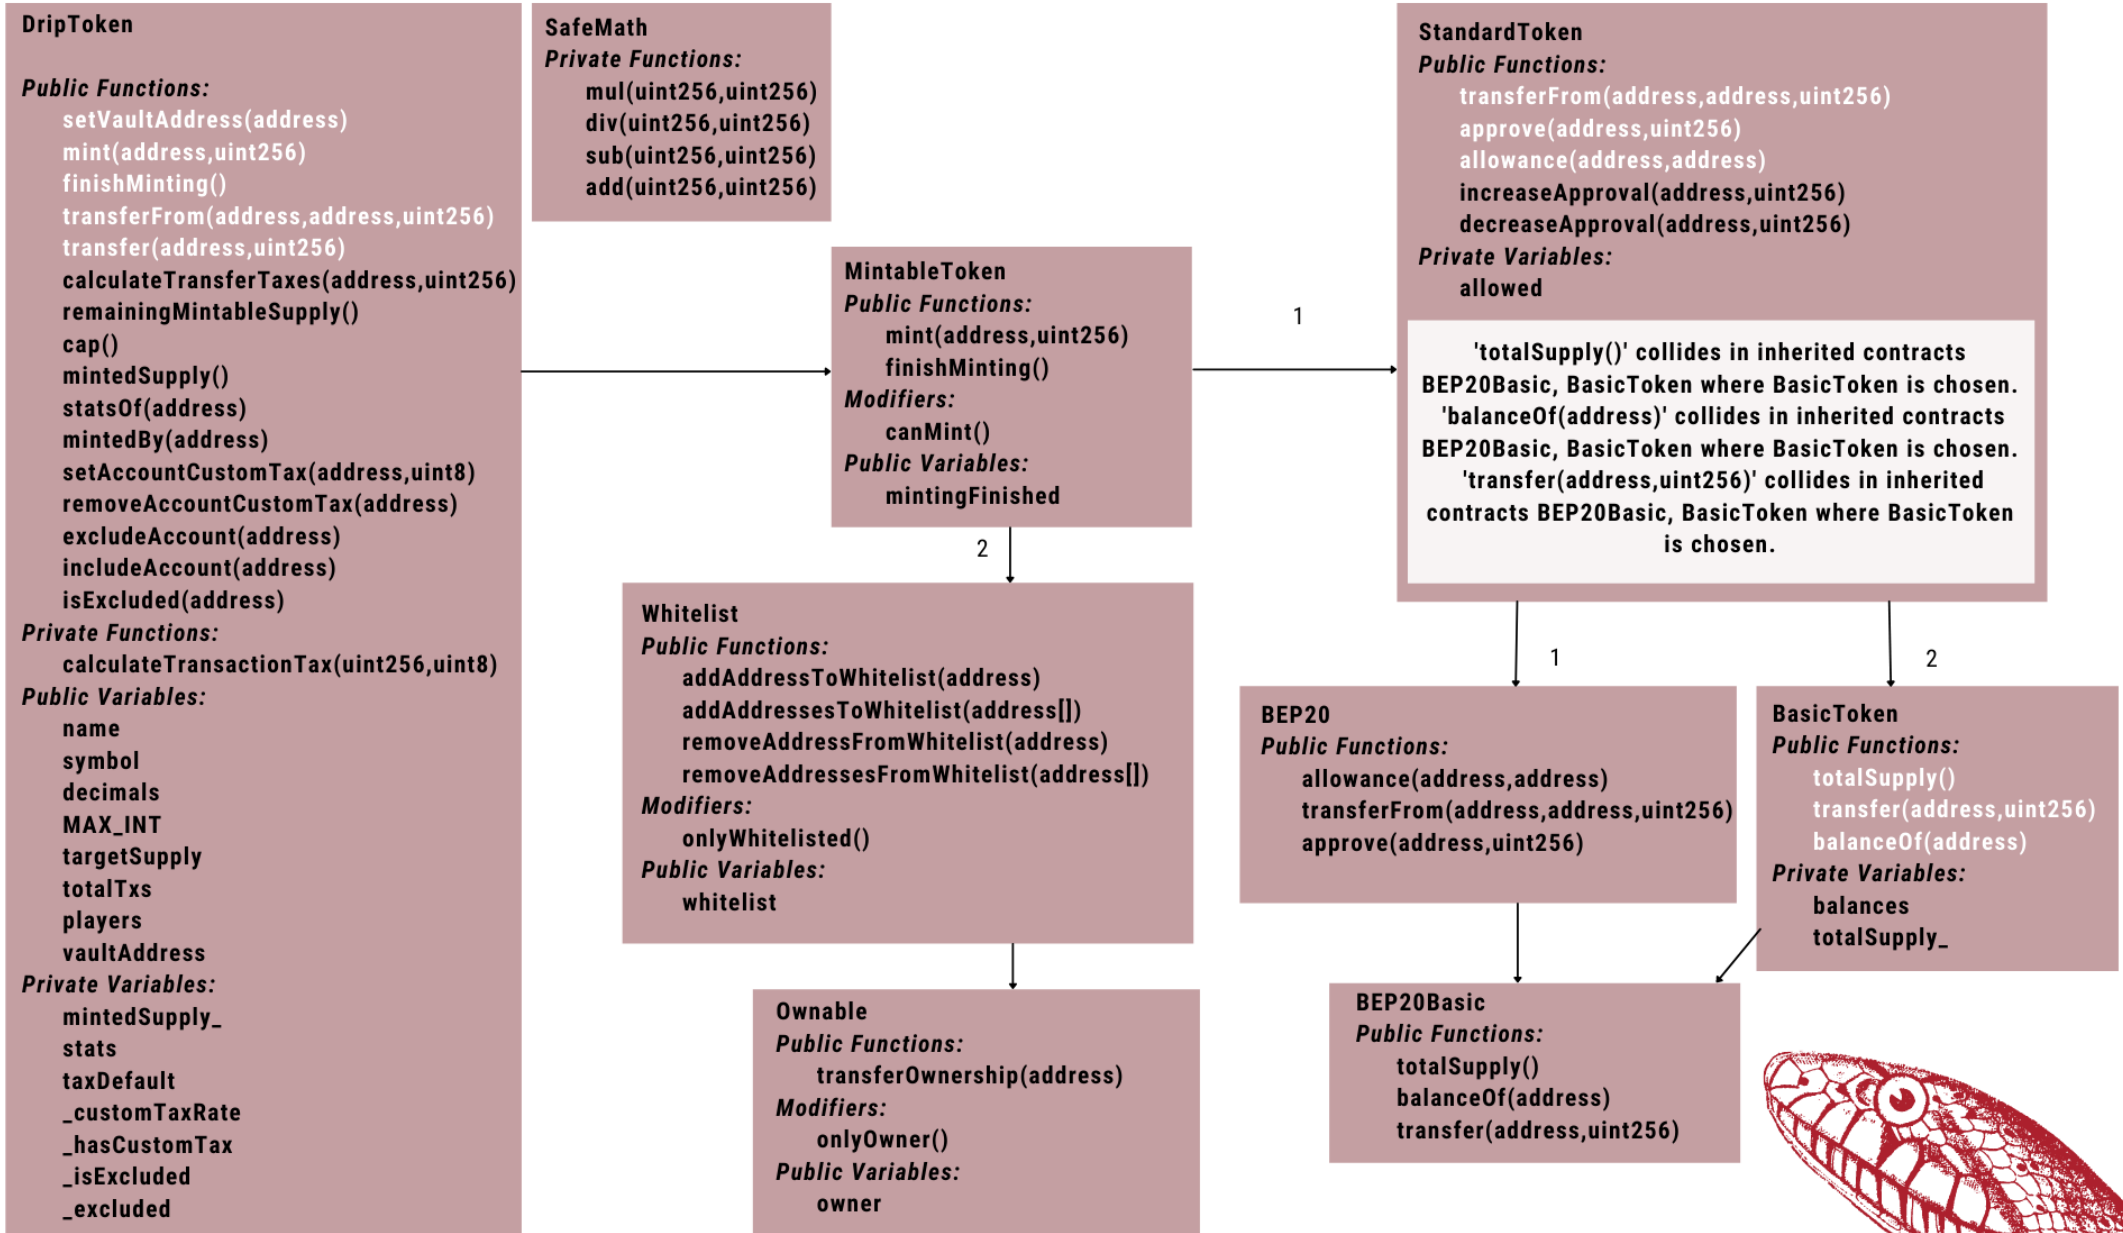 DripToken
Public Functions:
setVaultAddress(address)
mint(address,uint256)
finishMinting()
transferFrom(address,address,uint256)
transfer(address,uint256)
calculateTransferTaxes(address,uint256)
remainingMintableSupply()
cap()
mintedSupply()
statsOf(address)
mintedBy(address)
setAccountCustomTax(address,uint8)
removeAccountCustomTax(address)
excludeAccount(address)
includeAccount(address)
isExcluded(address)
Private Functions:
calculateTransactionTax(uint256,uint8)
Public Variables:
name
symbol
decimals
MAX_INT
targetSupply
totalTxs
players
vaultAddress
Private Variables:
mintedSupply_
stats
taxDefault
_customTaxRate
_hasCustomTax
_isExcluded
_excluded
SafeMath
Private Functions:
mul(uint256,uint256)
div(uint256,uint256)
sub(uint256,uint256)
add(uint256,uint256)
MintableToken
Public Functions:
mint(address,uint256)
finishMinting()
Modifiers:
canMint()
Public Variables:
mintingFinished
1
2
StandardToken
Public Functions:
transferFrom(address,address,uint256)
approve(address,uint256)
allowance(address,address)
increaseApproval(address,uint256)
decreaseApproval(address,uint256)
Private Variables:
allowed
'totalSupply()' collides in inherited contracts
BEP20Basic, BasicToken where BasicToken is chosen.
'balanceOf(address)' collides in inherited contracts
BEP20Basic, BasicToken where BasicToken is chosen.
'transfer(address,uint256)' collides in inherited
contracts BEP20Basic, BasicToken where BasicToken
is chosen.
Whitelist
Public Functions:
addAddressToWhitelist(address)
addAddressesToWhitelist(address[])
removeAddressFromWhitelist(address)
removeAddressesFromWhitelist(address[])
Modifiers:
onlyWhitelisted()
Public Variables:
whitelist
1
2
BEP20
Public Functions:
allowance(address,address)
transferFrom(address,address,uint256)
approve(address,uint256)
BasicToken
Public Functions:
totalSupply()
transfer(address,uint256)
balanceOf(address)
Private Variables:
balances
totalSupply_
Ownable
Public Functions:
transferOwnership(address)
Modifiers:
onlyOwner()
Public Variables:
owner
BEP20Basic
Public Functions:
totalSupply()
balanceOf(address)
transfer(address,uint256)